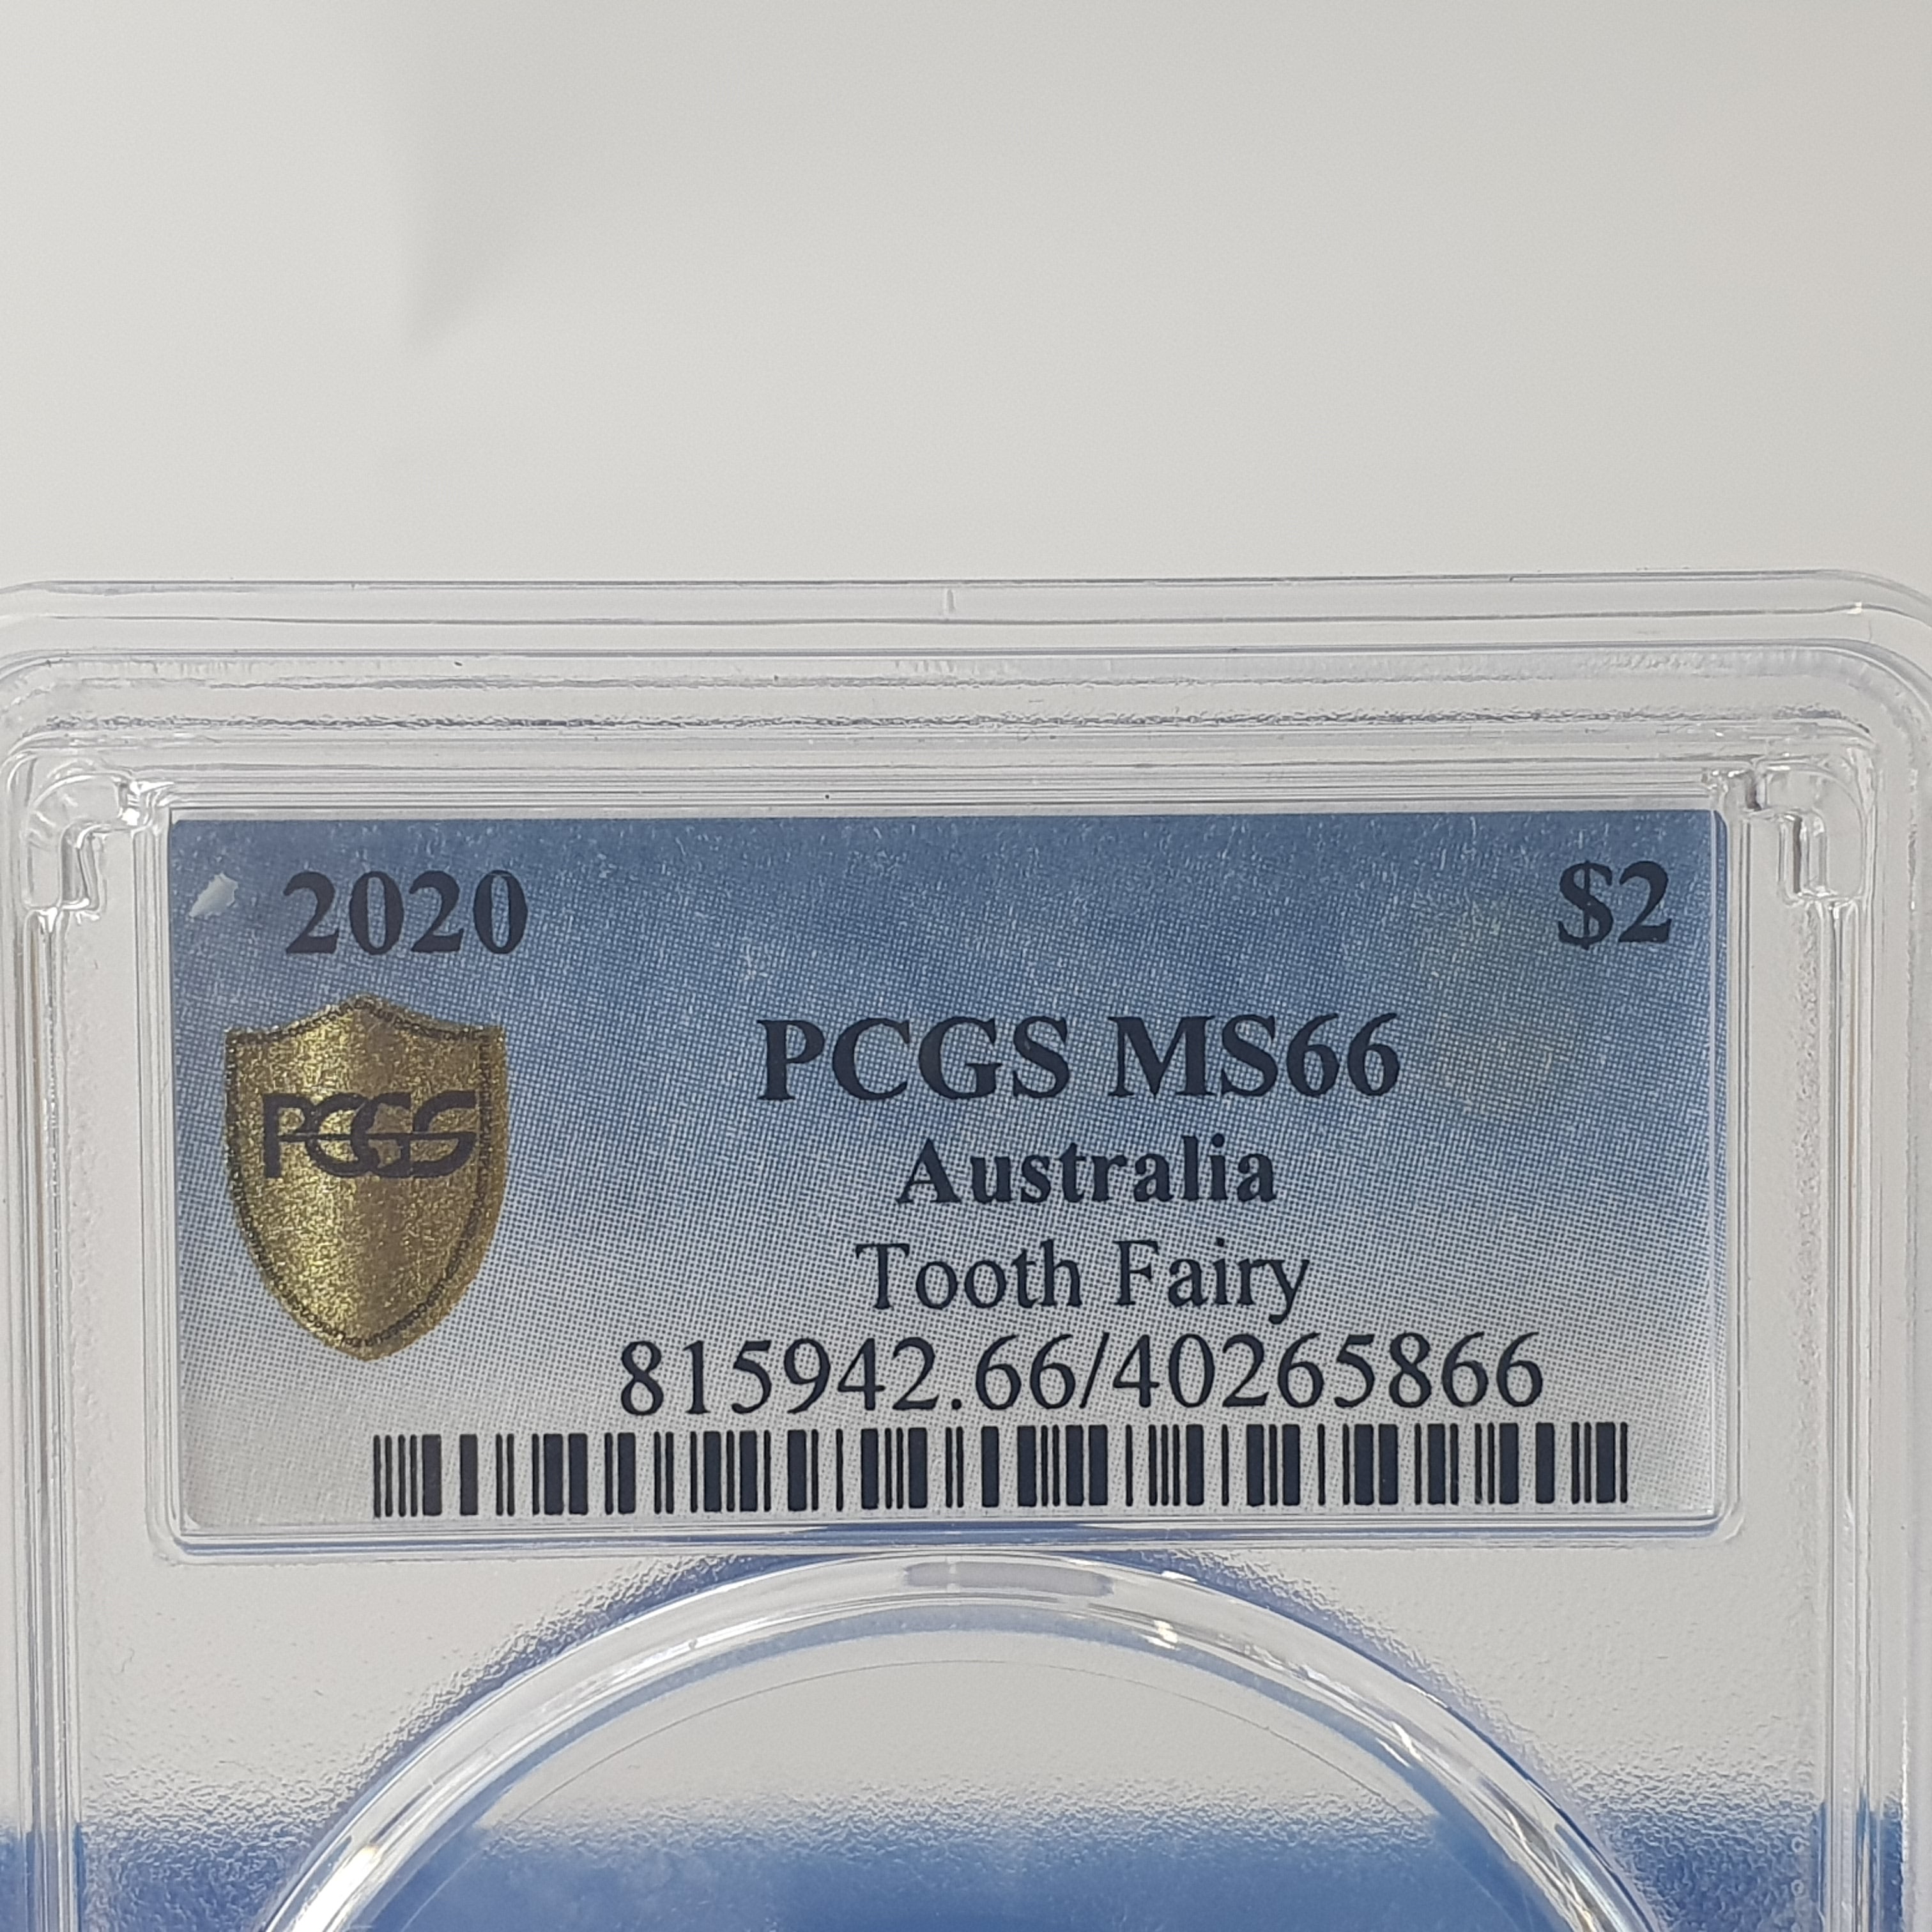 2020 $2
PCGS MS66
PCGS
Australia
Tooth Fairy
815942.66/40265866